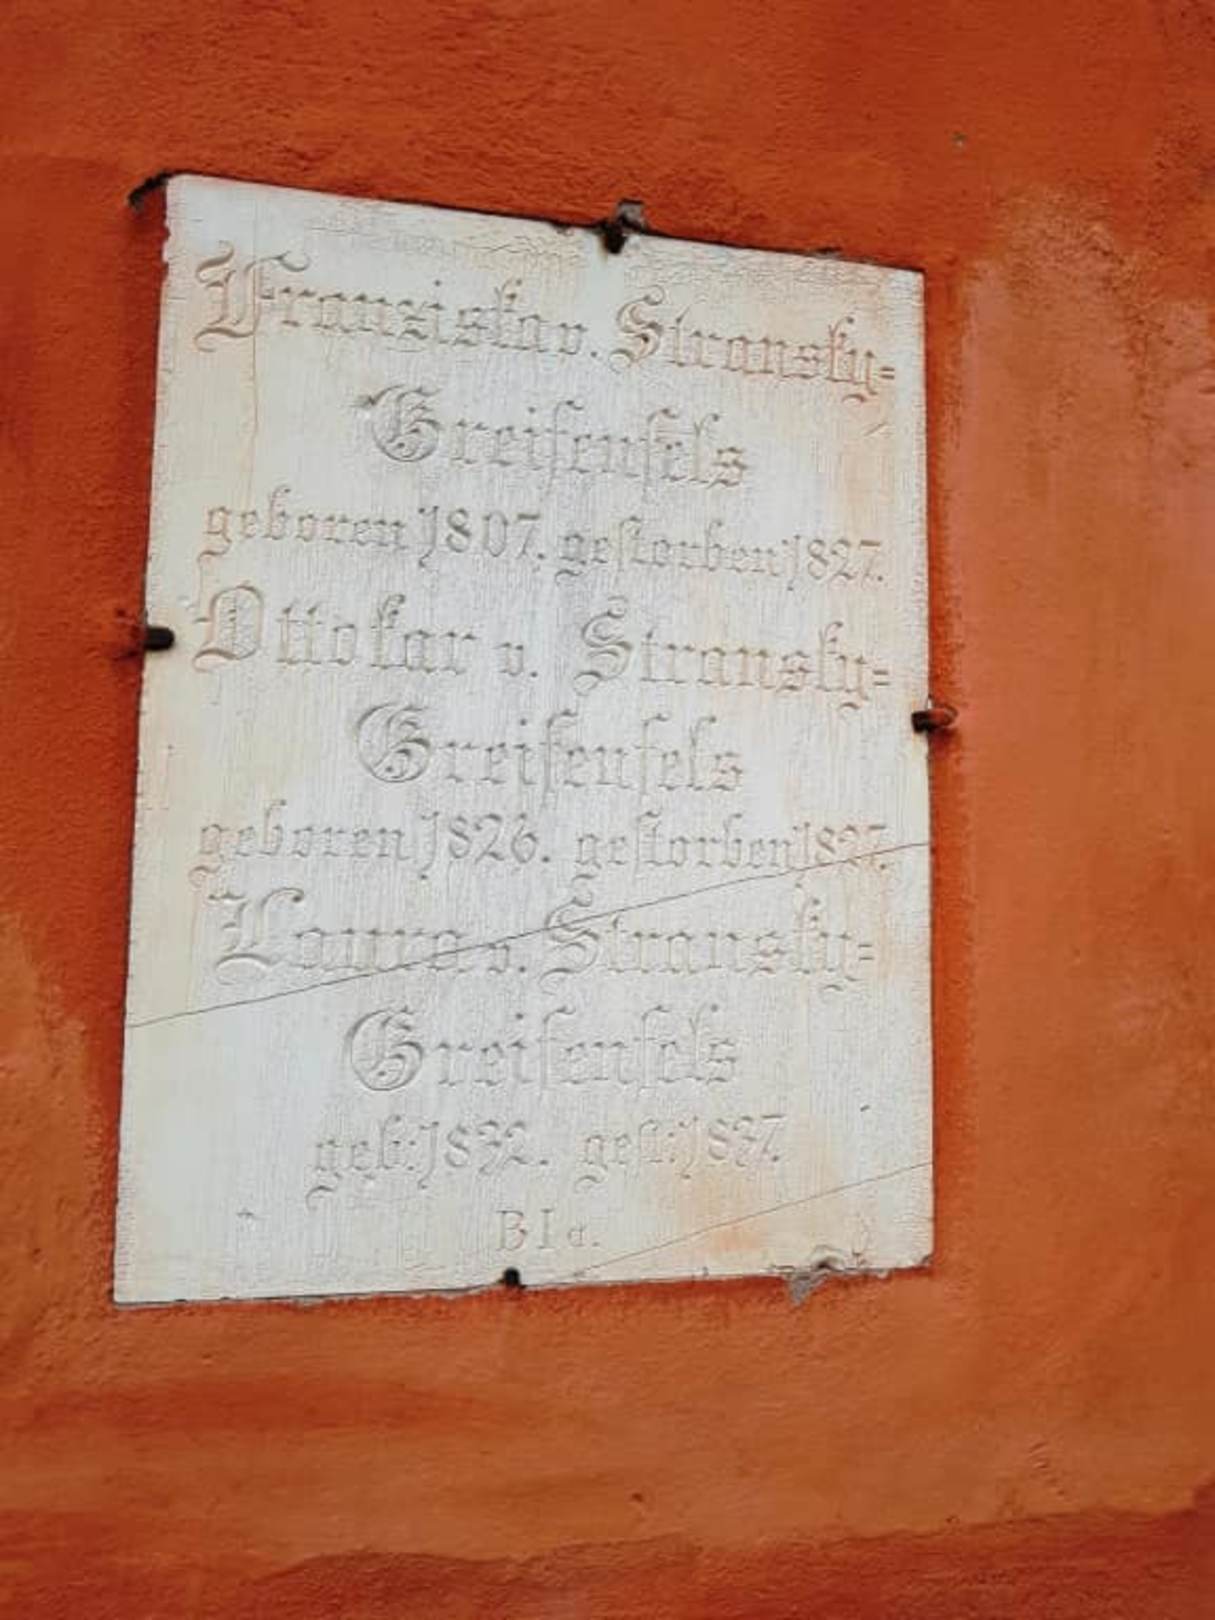 Franziska v. Stransky=
Greifenfels
geboren 1807. gestorben 1827.
Ottokar v. Stransky=
Greifenfels
geboren 1826. gestorben 1827.
Laura v. Stransky=
Greifenfels
geb: 1832. gest: 1837.
B I d.